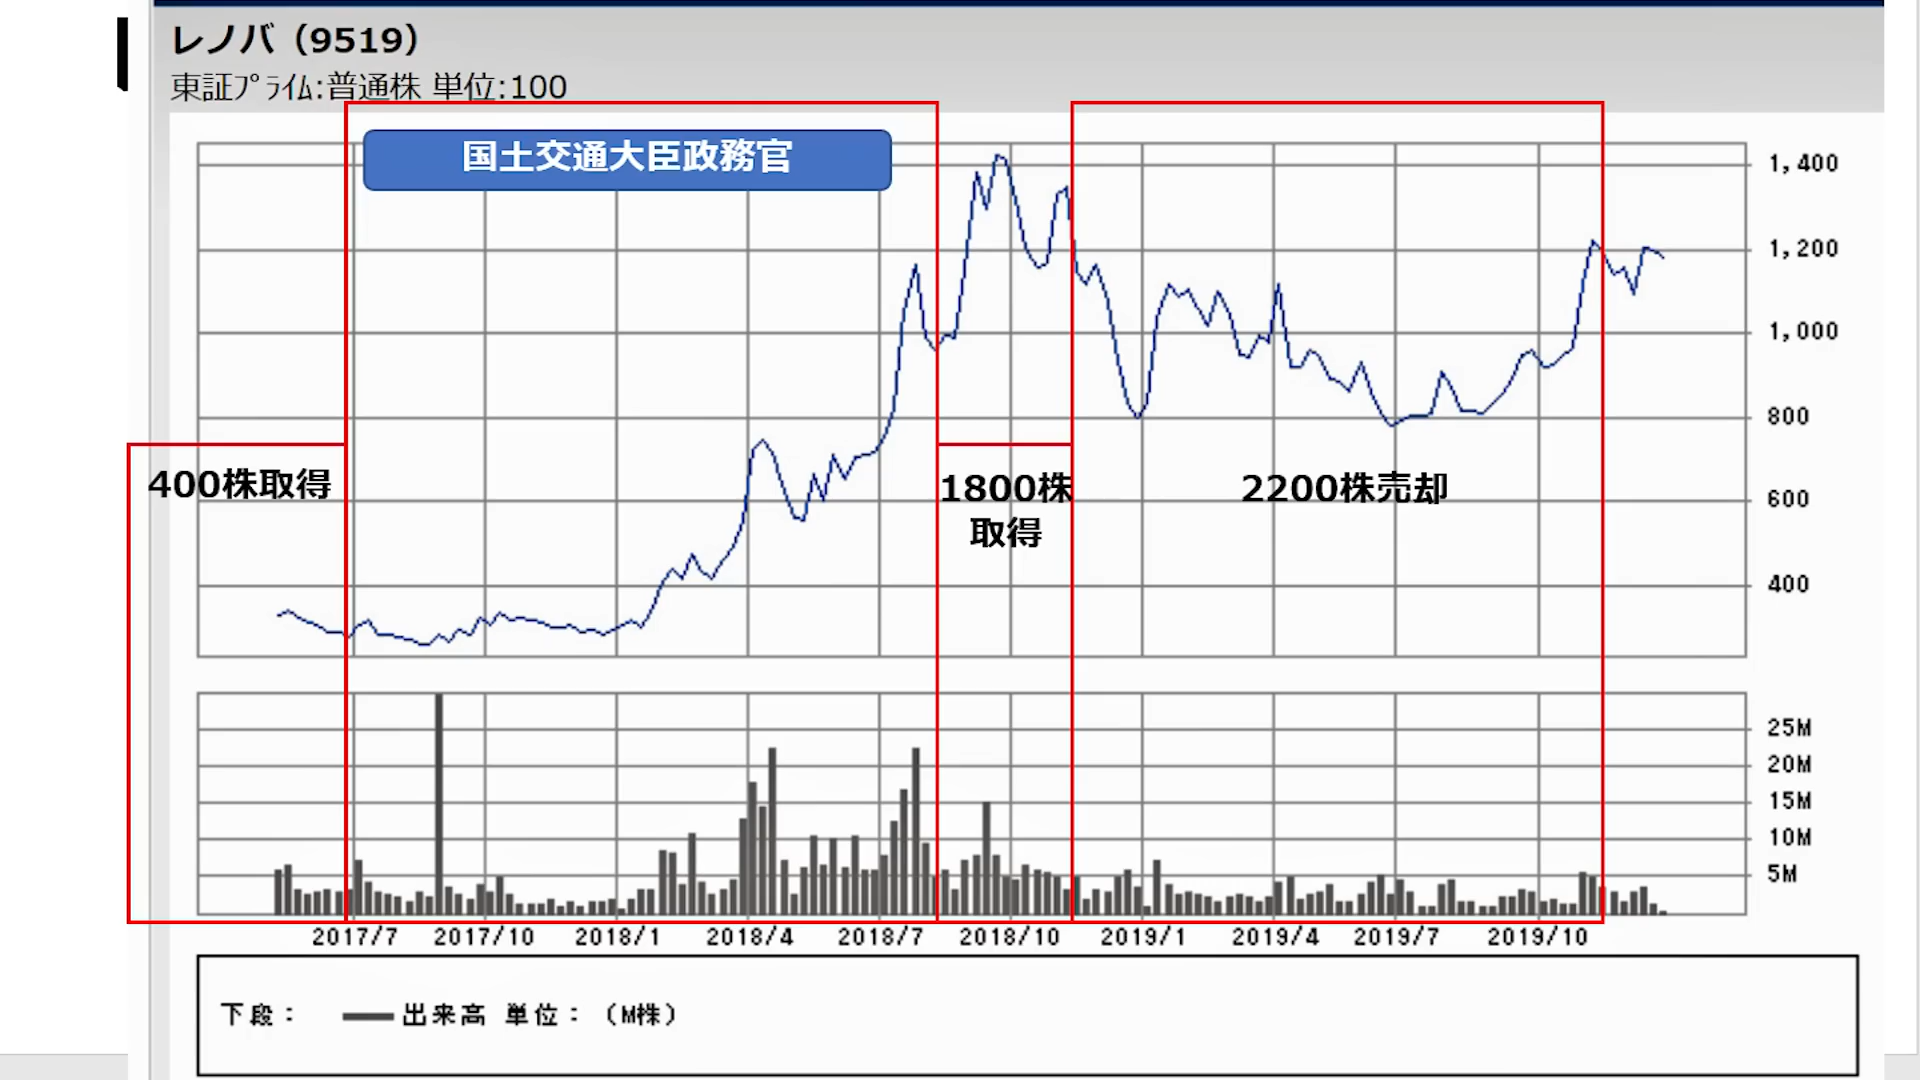 レノバ（9519）
東証ﾌﾟﾗｲﾑ:普通株 単位:100
国土交通大臣政務官
1,400
1,200
1,000
800
600
400
400株取得
1800株
取得
2200株売却
25M
20M
15M
10M
5M
2017/7 2017/10 2018/1 2018/4 2018/7 2018/10 2019/1 2019/4 2019/7 2019/10
下段： 出来高 単位：（M株）